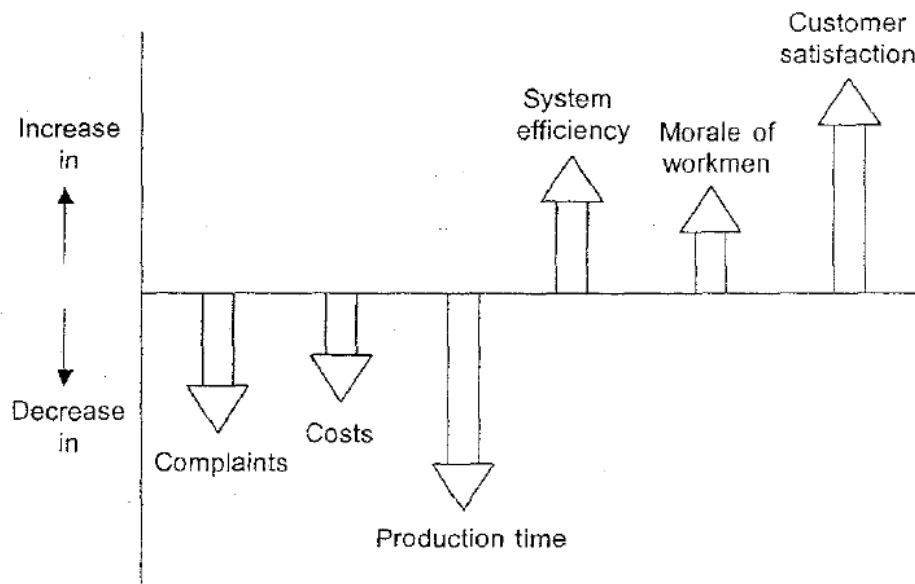 Customer
satisfaction
System
efficiency
Morale of
workmen
Increase
in
Decrease
in
Complaints
Costs
Production time